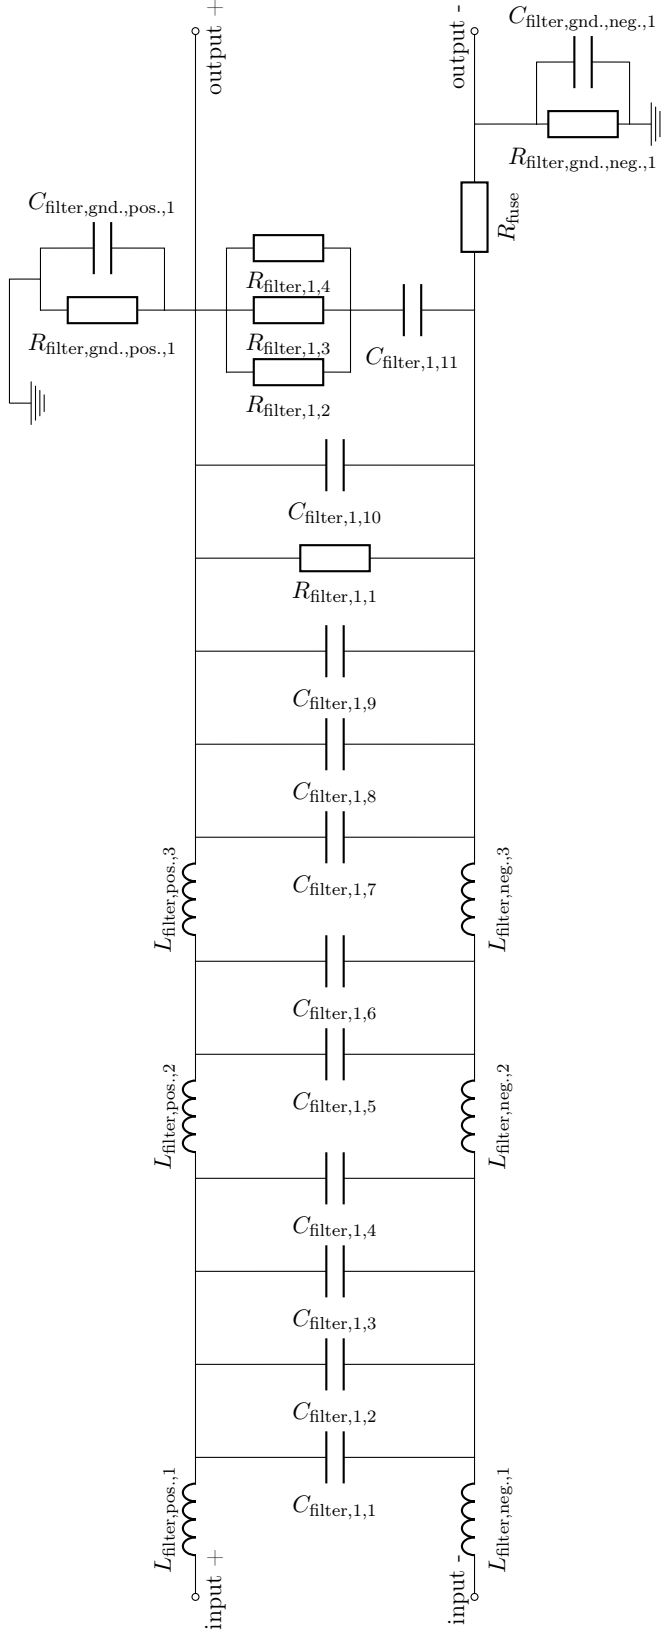 output +
output -
C_filter,gnd.,neg.,1
R_filter,gnd.,neg.,1
C_filter,gnd.,pos.,1
R_filter,gnd.,pos.,1
R_fuse
R_filter,1,4
R_filter,1,3
R_filter,1,2
C_filter,1,11
C_filter,1,10
R_filter,1,1
C_filter,1,9
C_filter,1,8
C_filter,1,7
L_filter,pos.,3
L_filter,neg.,3
C_filter,1,6
C_filter,1,5
L_filter,pos.,2
L_filter,neg.,2
C_filter,1,4
C_filter,1,3
C_filter,1,2
C_filter,1,1
L_filter,pos.,1
L_filter,neg.,1
input +
input -